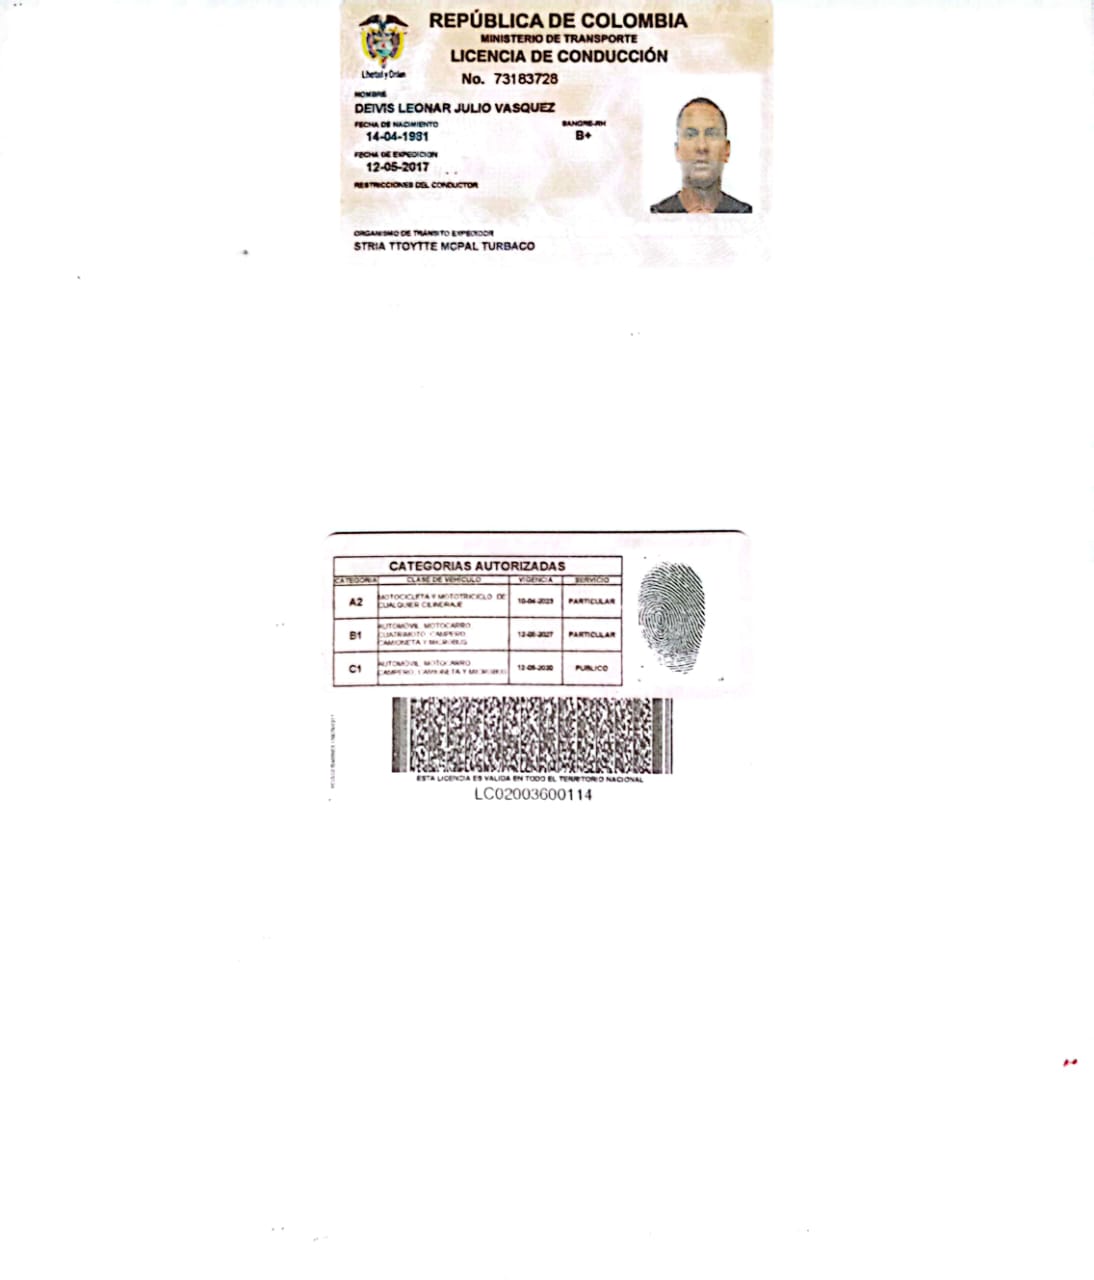 REPÚBLICA DE COLOMBIA
MINISTERIO DE TRANSPORTE
LICENCIA DE CONDUCCIÓN
Libertad y Orden
No. 73183728
NOMBRE
DEIVIS LEONAR JULIO VASQUEZ
FECHA DE NACIMIENTO SANGRE-RH
14-04-1981 B+
FECHA DE EXPEDICION
12-05-2017
RESTRICCIONES DEL CONDUCTOR
ORGANISMO DE TRÁNSITO EXPEDIDOR
STRIA TTOYTTE MCPAL TURBACO
CATEGORIAS AUTORIZADAS
CATEGORIA CLASE DE VEHICULO VIGENCIA SERVICIO
MOTOCICLETA Y MOTOTRICICLO DE
A2 CUALQUIER CILINDRAJE PARTICULAR
AUTOMOVIL MOTOCARRO
B1 CUATRIMOTO CAMPERO 12-05-2027 PARTICULAR
CAMIONETA Y MICROBUS
AUTOMOVIL MOTOCARRO
C1 CAMPERO CAMIONETA Y MICROBUS 12-05-2020 PUBLICO
ESTA LICENCIA ES VALIDA EN TODO EL TERRITORIO NACIONAL
LC02003600114